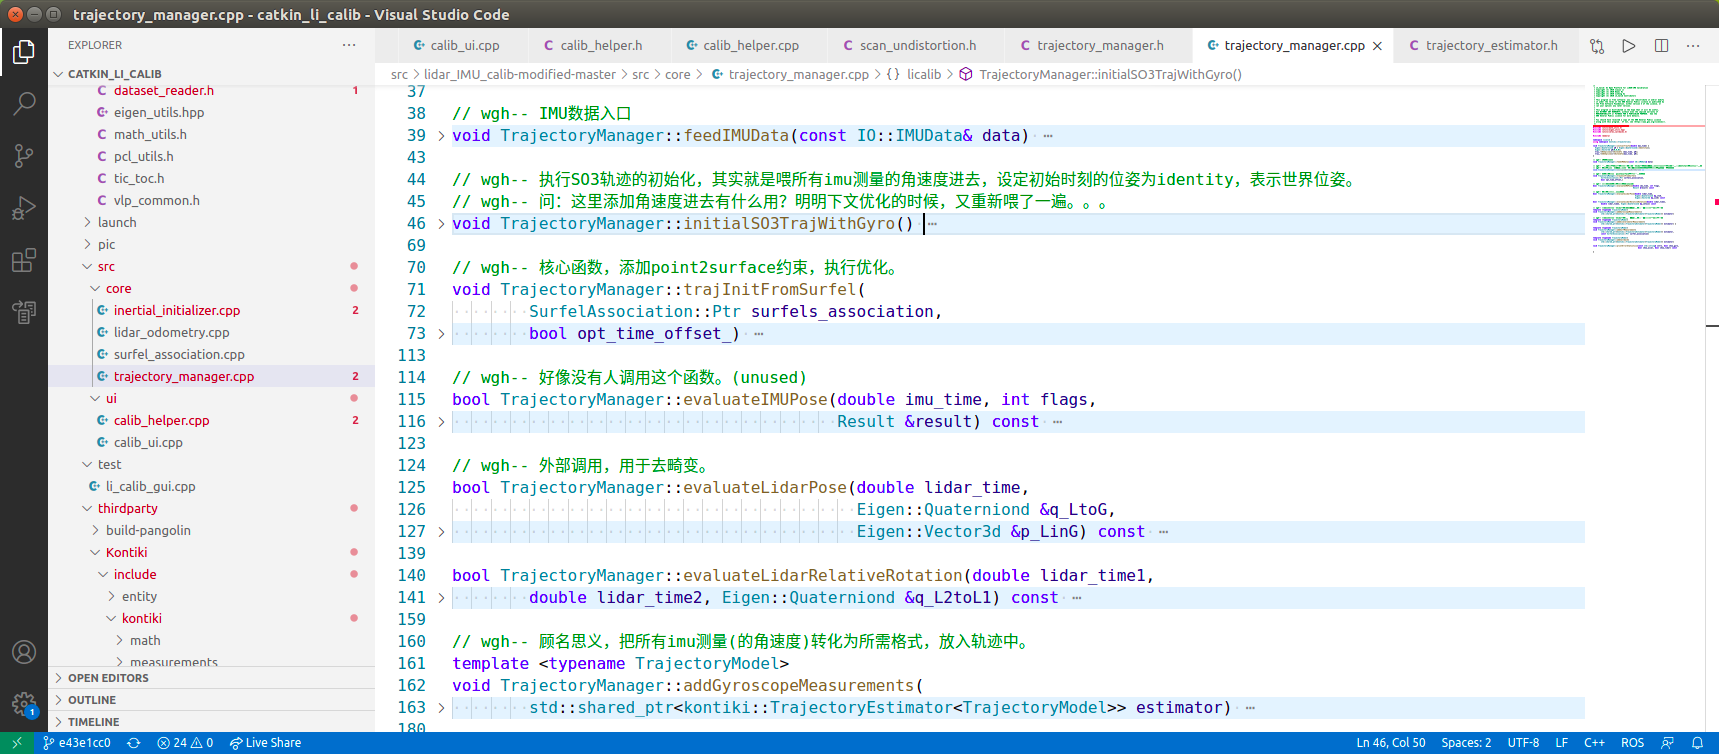 trajectory_manager.cpp - catkin_li_calib - Visual Studio Code
EXPLORER
calib_ui.cpp
calib_helper.h
calib_helper.cpp
scan_undistortion.h
trajectory_manager.h
trajectory_manager.cpp
trajectory_estimator.h
src > lidar_IMU_calib-modified-master > src > core > trajectory_manager.cpp > {} licalib > TrajectoryManager::initialSO3TrajWithGyro()
CATKIN_LI_CALIB
dataset_reader.h 1
eigen_utils.hpp
math_utils.h
pcl_utils.h
tic_toc.h
vlp_common.h
launch
pic
src
core
inertial_initializer.cpp 2
lidar_odometry.cpp
surfel_association.cpp
trajectory_manager.cpp 2
ui
calib_helper.cpp 2
calib_ui.cpp
test
li_calib_gui.cpp
thirdparty
build-pangolin
Kontiki
include
entity
kontiki
math
measurements
OPEN EDITORS
OUTLINE
TIMELINE
37
38 // wgh-- IMU数据入口
39 void TrajectoryManager::feedIMUData(const IO::IMUData& data) ⋯
43
44 // wgh-- 执行SO3轨迹的初始化，其实就是喂所有imu测量的角速度进去，设定初始时刻的位姿为identity，表示世界位姿。
45 // wgh-- 问：这里添加角速度进去有什么用？明明下文优化的时候，又重新喂了一遍。。。
46 void TrajectoryManager::initialSO3TrajWithGyro() ⋯
69
70 // wgh-- 核心函数，添加point2surface约束，执行优化。
71 void TrajectoryManager::trajInitFromSurfel(
72 SurfelAssociation::Ptr surfels_association,
73 bool opt_time_offset_) ⋯
113
114 // wgh-- 好像没有人调用这个函数。(unused)
115 bool TrajectoryManager::evaluateIMUPose(double imu_time, int flags,
116 Result &result) const ⋯
123
124 // wgh-- 外部调用，用于去畸变。
125 bool TrajectoryManager::evaluateLidarPose(double lidar_time,
126 Eigen::Quaterniond &q_LtoG,
127 Eigen::Vector3d &p_LinG) const ⋯
139
140 bool TrajectoryManager::evaluateLidarRelativeRotation(double lidar_time1,
141 double lidar_time2, Eigen::Quaterniond &q_L2toL1) const ⋯
159
160 // wgh-- 顾名思义，把所有imu测量(的角速度)转化为所需格式，放入轨迹中。
161 template <typename TrajectoryModel>
162 void TrajectoryManager::addGyroscopeMeasurements(
163 std::shared_ptr<kontiki::TrajectoryEstimator<TrajectoryModel>> estimator) ⋯
180
1
e43e1cc0 24 0 Live Share Ln 46, Col 50 Spaces: 2 UTF-8 LF C++ ROS